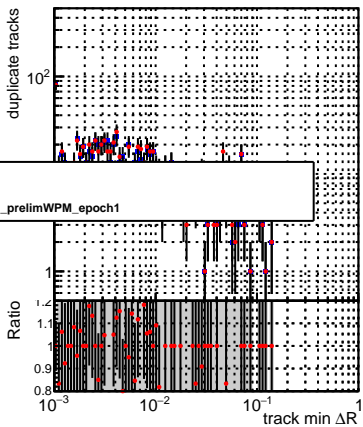 duplicate tracks
10²
_prelimWPM_epoch1
1
Ratio
1.2
1.1
1
0.9
0.8
10⁻³ 10⁻² 10⁻¹ 1
track min ΔR